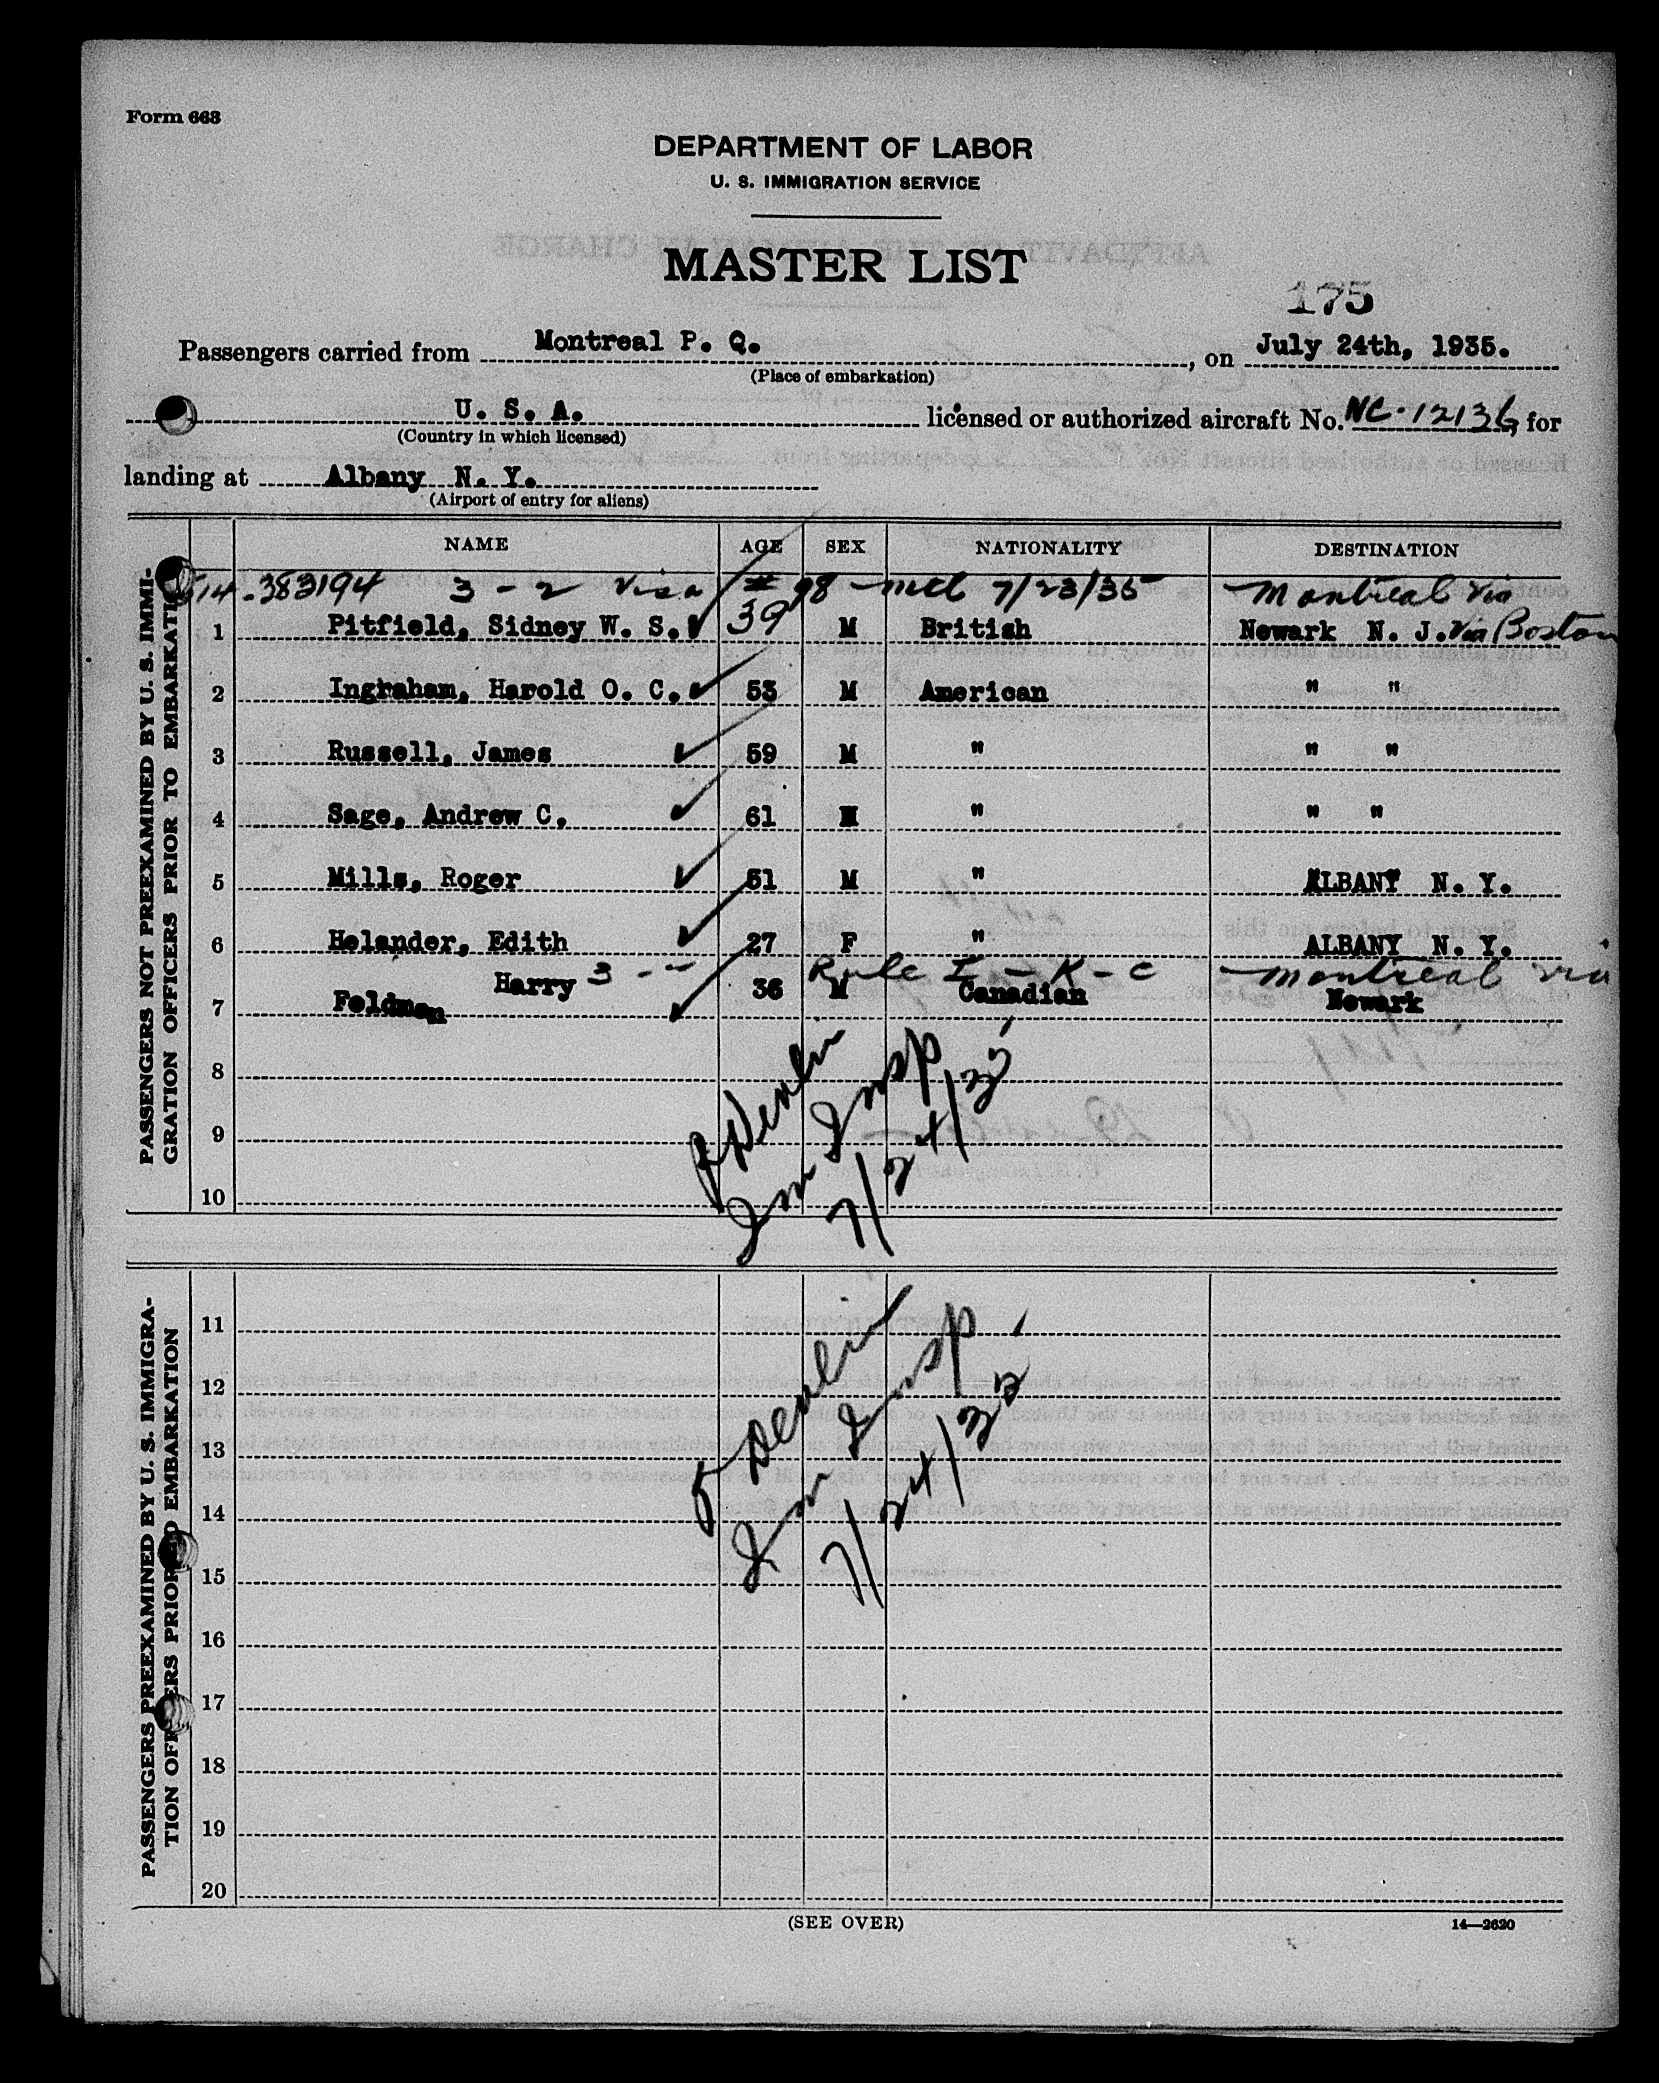 Form 663
DEPARTMENT OF LABOR
U. S. IMMIGRATION SERVICE
MASTER LIST
175
Passengers carried from Montreal P. Q., on July 24th, 1935.
(Place of embarkation)
U. S. A. licensed or authorized aircraft No. NC-12136, for
(Country in which licensed)
landing at Albany N. Y.
(Airport of entry for aliens)
PASSENGERS NOT PREEXAMINED BY U. S. IMMI-
GRATION OFFICERS PRIOR TO EMBARKATION
NAME AGE SEX NATIONALITY DESTINATION
14-383194 3-2 Visa # 98 - Mtl 7/23/35 - Montreal via
1 Pitfield, Sidney W. S. 39 M British Newark N. J. Via Boston
2 Ingraham, Harold O. C. 53 M American " "
3 Russell, James 59 M " " "
4 Sage, Andrew C. 61 M " " "
5 Mills, Roger 51 M " ALBANY N. Y.
6 Helander, Edith 27 F " ALBANY N. Y.
3 - - Rule I - K - C - Montreal via
7 Feldman Harry 36 M Canadian Newark
8
9
10
Imm Insp
7/24/35
PASSENGERS PREEXAMINED BY U. S. IMMIGRA-
TION OFFICERS PRIOR TO EMBARKATION
11
12
13
14
15
16
17
18
19
20
Imm Insp
7/24/35
(SEE OVER)
14—2620